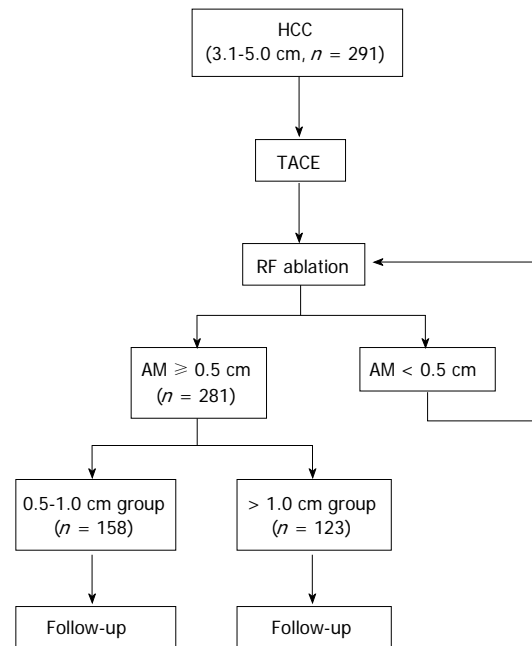 HCC
(3.1-5.0 cm, n = 291)
TACE
RF ablation
AM ⩾ 0.5 cm
(n = 281)
AM < 0.5 cm
0.5-1.0 cm group
(n = 158)
> 1.0 cm group
(n = 123)
Follow-up
Follow-up